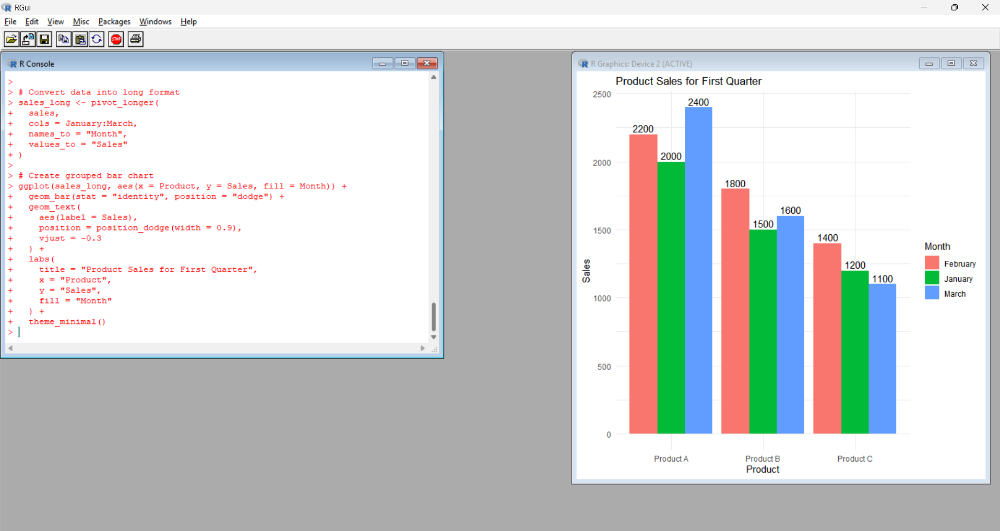 RGui
File Edit View Misc Packages Windows Help
STOP
R Console
>
> # Convert data into long format
> sales_long <- pivot_longer(
+   sales,
+   cols = January:March,
+   names_to = "Month",
+   values_to = "Sales"
+ )
>
> # Create grouped bar chart
> ggplot(sales_long, aes(x = Product, y = Sales, fill = Month)) +
+   geom_bar(stat = "identity", position = "dodge") +
+   geom_text(
+     aes(label = Sales),
+     position = position_dodge(width = 0.9),
+     vjust = -0.3
+   ) +
+   labs(
+     title = "Product Sales for First Quarter",
+     x = "Product",
+     y = "Sales",
+     fill = "Month"
+   ) +
+   theme_minimal()
>
R Graphics: Device 2 (ACTIVE)
Product Sales for First Quarter
2500
2000
1500
1000
500
0
Sales
2200
2000
2400
1800
1500
1600
1400
1200
1100
Product A
Product B
Product C
Product
Month
February
January
March